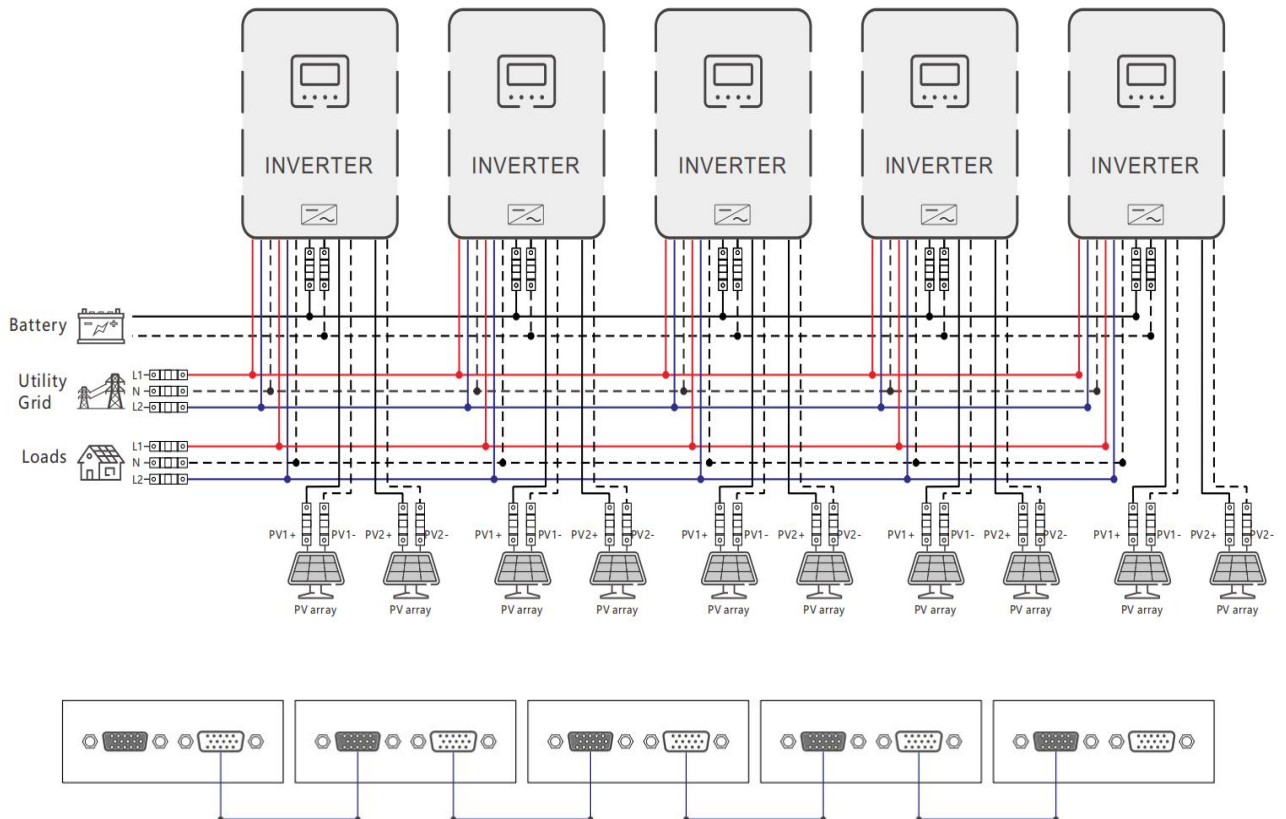 INVERTER INVERTER INVERTER INVERTER INVERTER
Battery
Utility
Grid
L1
N
L2
Loads
L1
N
L2
PV1+ PV1- PV2+ PV2- PV1+ PV1- PV2+ PV2- PV1+ PV1- PV2+ PV2- PV1+ PV1- PV2+ PV2- PV1+ PV1- PV2+ PV2-
PV array PV array PV array PV array PV array PV array PV array PV array PV array PV array